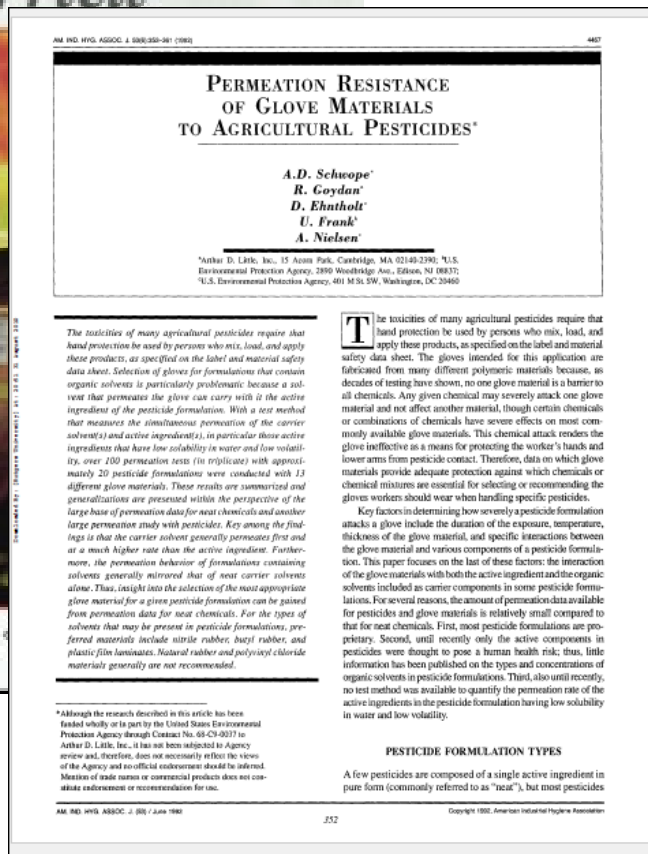 AM. IND. HYG. ASSOC. J. 53(6):352-361 (1992)
4457
PERMEATION RESISTANCE
OF GLOVE MATERIALS
TO AGRICULTURAL PESTICIDES*
A.D. Schwope
R. Goydan
D. Ehntholt
U. Frank
A. Nielsen
Arthur D. Little, Inc., 15 Acorn Park, Cambridge, MA 02140-2390; U.S.
Environmental Protection Agency, 2890 Woodbridge Ave., Edison, NJ 08837;
U.S. Environmental Protection Agency, 401 M St. SW, Washington, DC 20460
The toxicities of many agricultural pesticides require that
hand protection be used by persons who mix, load, and apply
these products, as specified on the label and material safety
data sheet. Selection of gloves for formulations that contain
organic solvents is particularly problematic because a sol-
vent that permeates the glove can carry with it the active
ingredient of the pesticide formulation. With a test method
that measures the simultaneous permeation of the carrier
solvent(s) and active ingredient(s), in particular those active
ingredients that have low solubility in water and low volatil-
ity, over 100 permeation tests (in triplicate) with approxi-
mately 20 pesticide formulations were conducted with 13
different glove materials. These results are summarized and
generalizations are presented within the perspective of the
large base of permeation data for neat chemicals and another
large permeation study with pesticides. Key among the find-
ings is that the carrier solvent generally permeates first and
at a much higher rate than the active ingredient. Further-
more, the permeation behavior of formulations containing
solvents generally mirrored that of neat carrier solvents
alone. Thus, insight into the selection of the most appropriate
glove material for a given pesticide formulation can be gained
from permeation data for neat chemicals. For the types of
solvents that may be present in pesticide formulations, pre-
ferred materials include nitrile rubber, butyl rubber, and
plastic film laminates. Natural rubber and polyvinyl chloride
materials generally are not recommended.
*Although the research described in this article has been
funded wholly or in part by the United States Environmental
Protection Agency through Contract No. 68-C9-0037 to
Arthur D. Little, Inc., it has not been subjected to Agency
review and, therefore, does not necessarily reflect the views
of the Agency and no official endorsement should be inferred.
Mention of trade names or commercial products does not con-
stitute endorsement or recommendation for use.
The toxicities of many agricultural pesticides require that
hand protection be used by persons who mix, load, and
apply these products, as specified on the label and material
safety data sheet. The gloves intended for this application are
fabricated from many different polymeric materials because, as
decades of testing have shown, no one glove material is a barrier to
all chemicals. Any given chemical may severely attack one glove
material and not affect another material, though certain chemicals
or combinations of chemicals have severe effects on most com-
monly available glove materials. This chemical attack renders the
glove ineffective as a means for protecting the worker's hands and
lower arms from pesticide contact. Therefore, data on which glove
materials provide adequate protection against which chemicals or
chemical mixtures are essential for selecting or recommending the
gloves workers should wear when handling specific pesticides.
Key factors in determining how severely a pesticide formulation
attacks a glove include the duration of the exposure, temperature,
thickness of the glove material, and specific interactions between
the glove material and various components of a pesticide formula-
tion. This paper focuses on the last of these factors: the interaction
of the glove materials with both the active ingredient and the organic
solvents included as carrier components in some pesticide formu-
lations. For several reasons, the amount of permeation data available
for pesticides and glove materials is relatively small compared to
that for neat chemicals. First, most pesticide formulations are pro-
prietary. Second, until recently only the active components in
pesticides were thought to pose a human health risk; thus, little
information has been published on the types and concentrations of
organic solvents in pesticide formulations. Third, also until recently,
no test method was available to quantify the permeation rate of the
active ingredients in the pesticide formulation having low solubility
in water and low volatility.
PESTICIDE FORMULATION TYPES
A few pesticides are composed of a single active ingredient in
pure form (commonly referred to as "neat"), but most pesticides
AM. IND. HYG. ASSOC. J. (53) / June 1992
Copyright 1992, American Industrial Hygiene Association
352